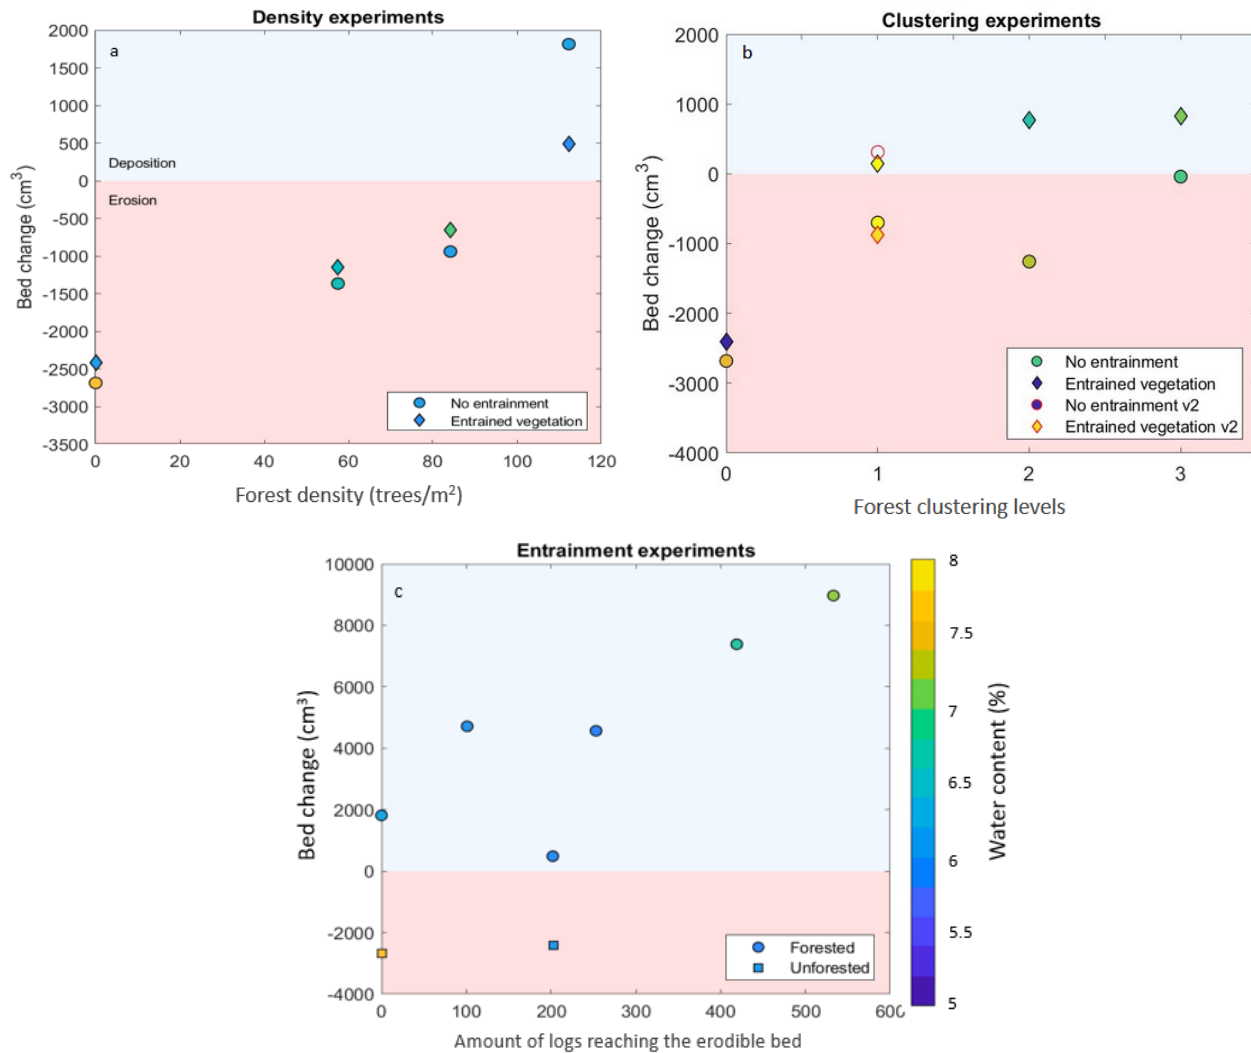 Density experiments
a
2000
1500
1000
500
0
-500
-1000
-1500
-2000
-2500
-3000
-3500
Bed change (cm³)
Deposition
Erosion
No entrainment
Entrained vegetation
0 20 40 60 80 100 120
Forest density (trees/m²)
Clustering experiments
b
2000
1000
0
-1000
-2000
-3000
-4000
Bed change (cm³)
No entrainment
Entrained vegetation
No entrainment v2
Entrained vegetation v2
0 1 2 3
Forest clustering levels
Entrainment experiments
c
10000
8000
6000
4000
2000
0
-2000
-4000
Bed change (cm³)
Forested
Unforested
0 100 200 300 400 500 600
Amount of logs reaching the erodible bed
8
7.5
7
6.5
6
5.5
5
Water content (%)